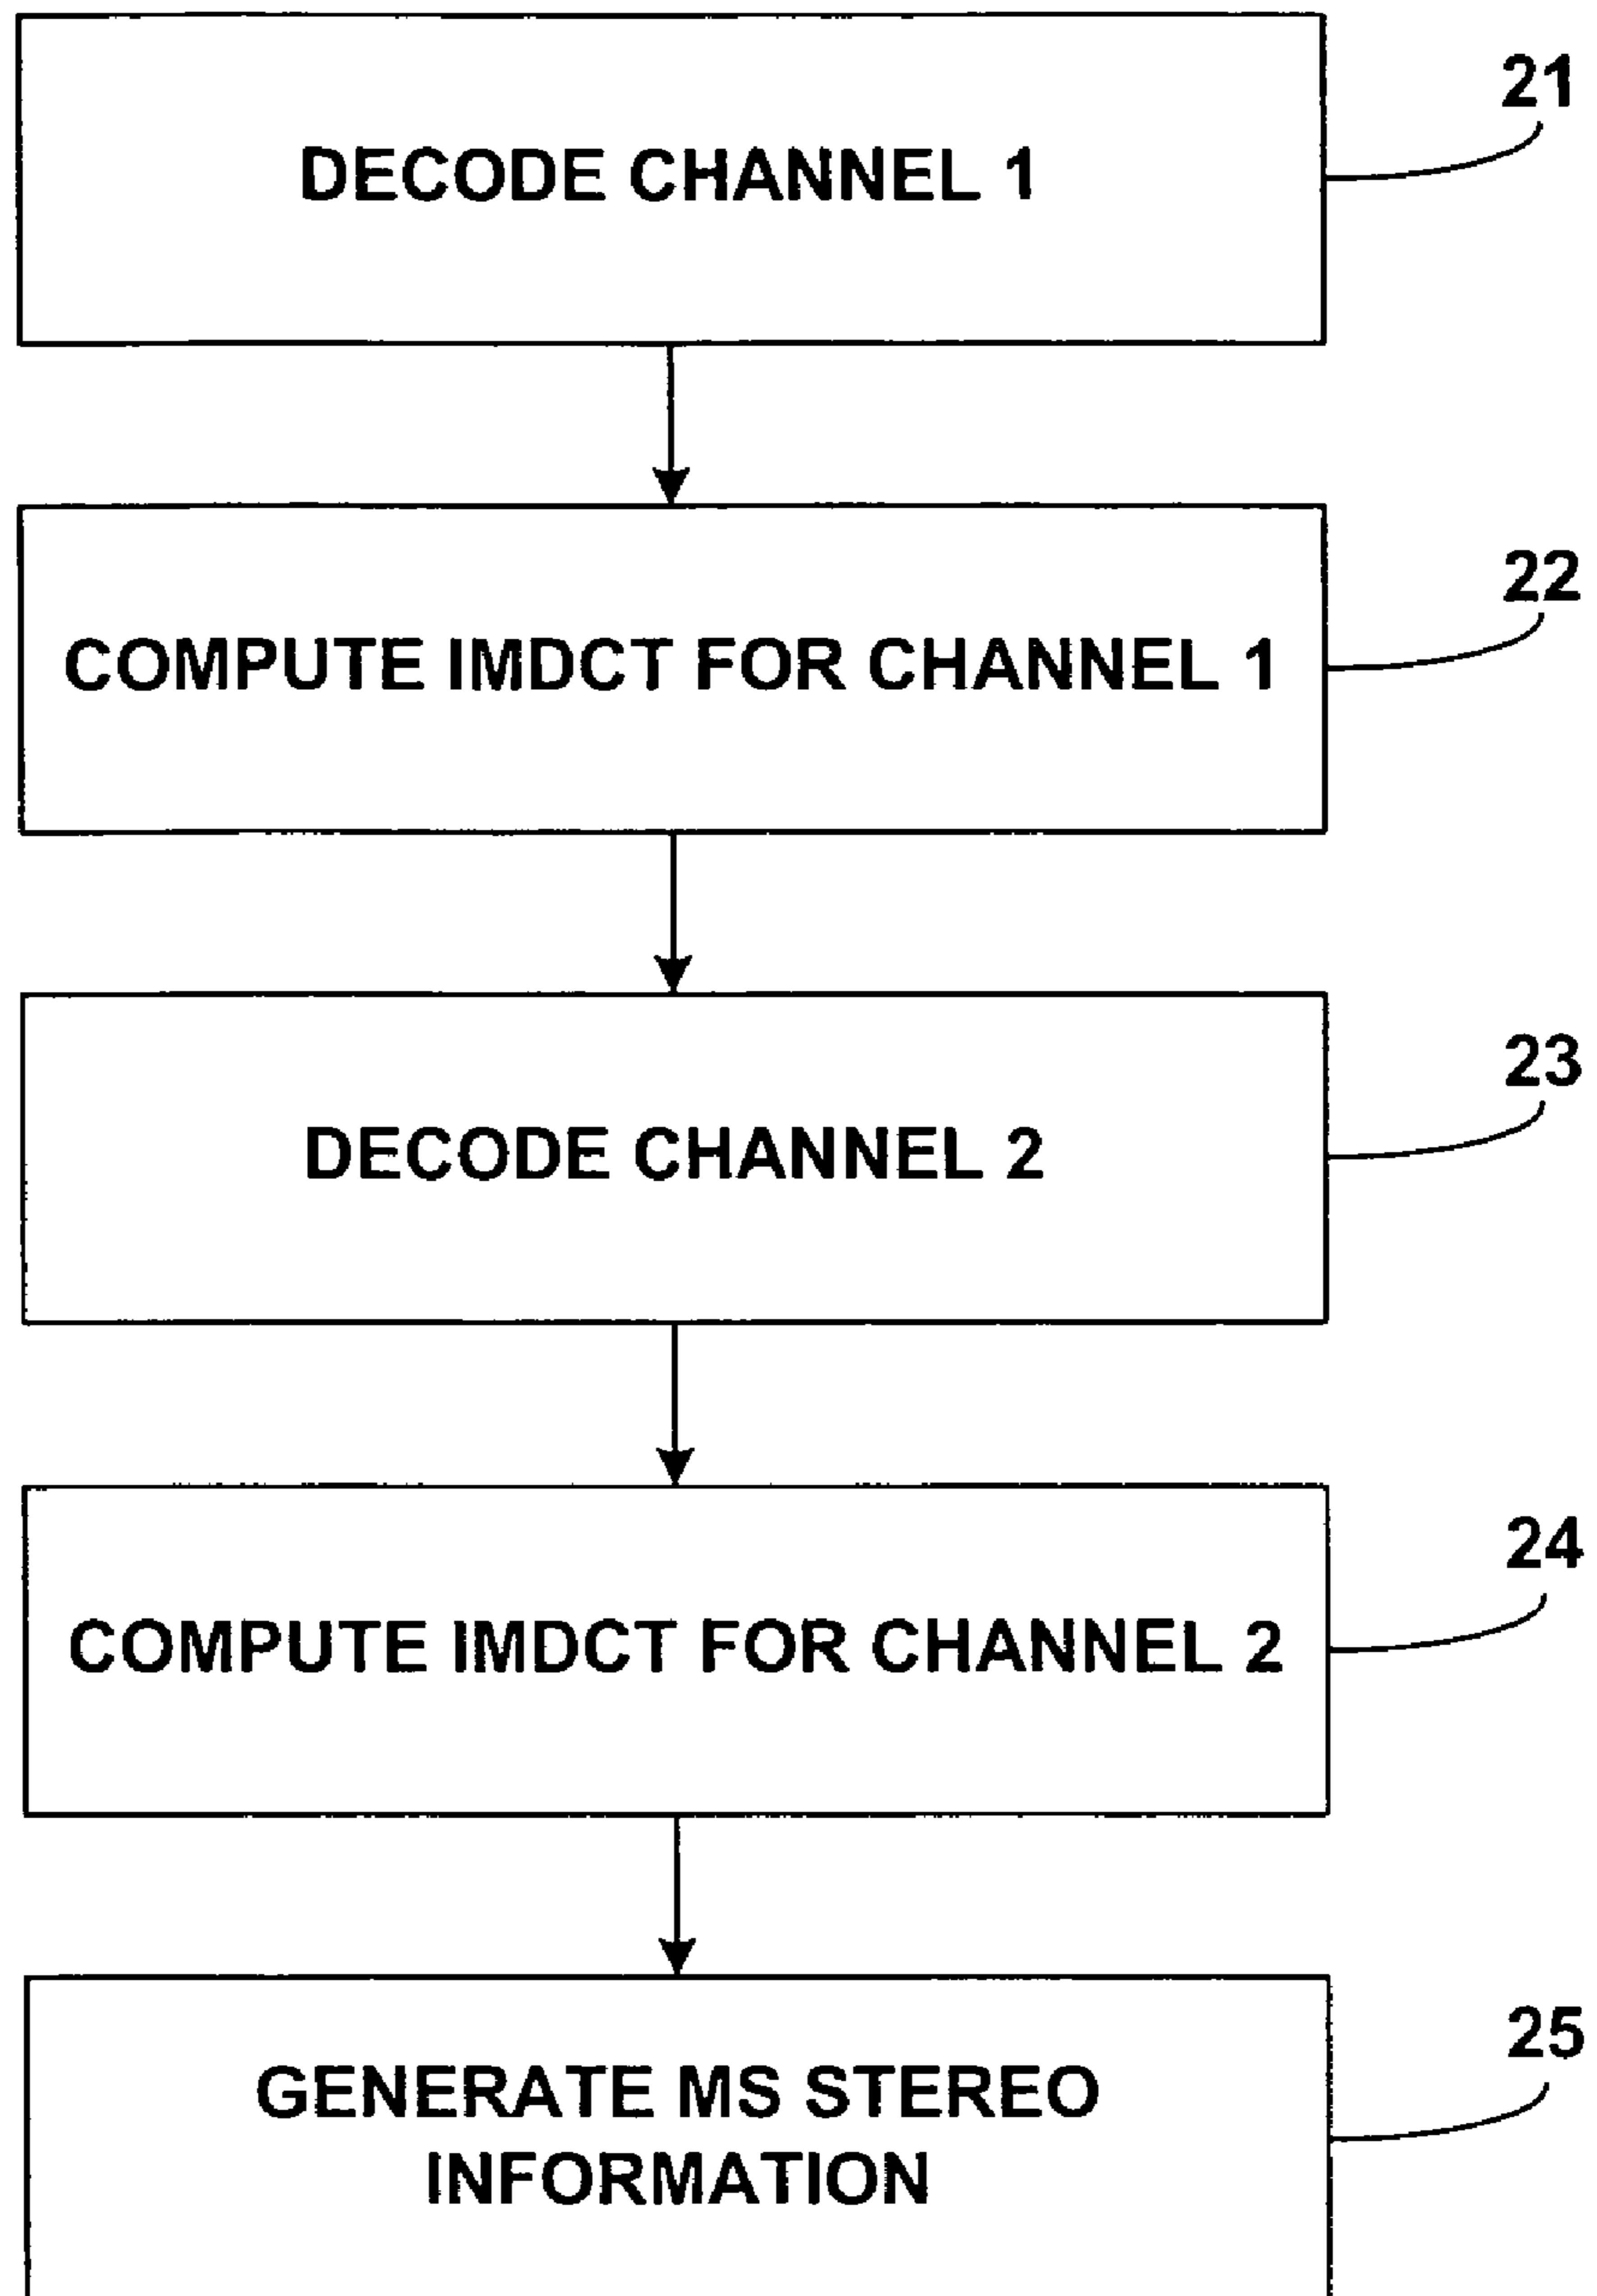 21
DECODE CHANNEL 1
22
COMPUTE IMDCT FOR CHANNEL 1
23
DECODE CHANNEL 2
24
COMPUTE IMDCT FOR CHANNEL 2
25
GENERATE MS STEREO
INFORMATION